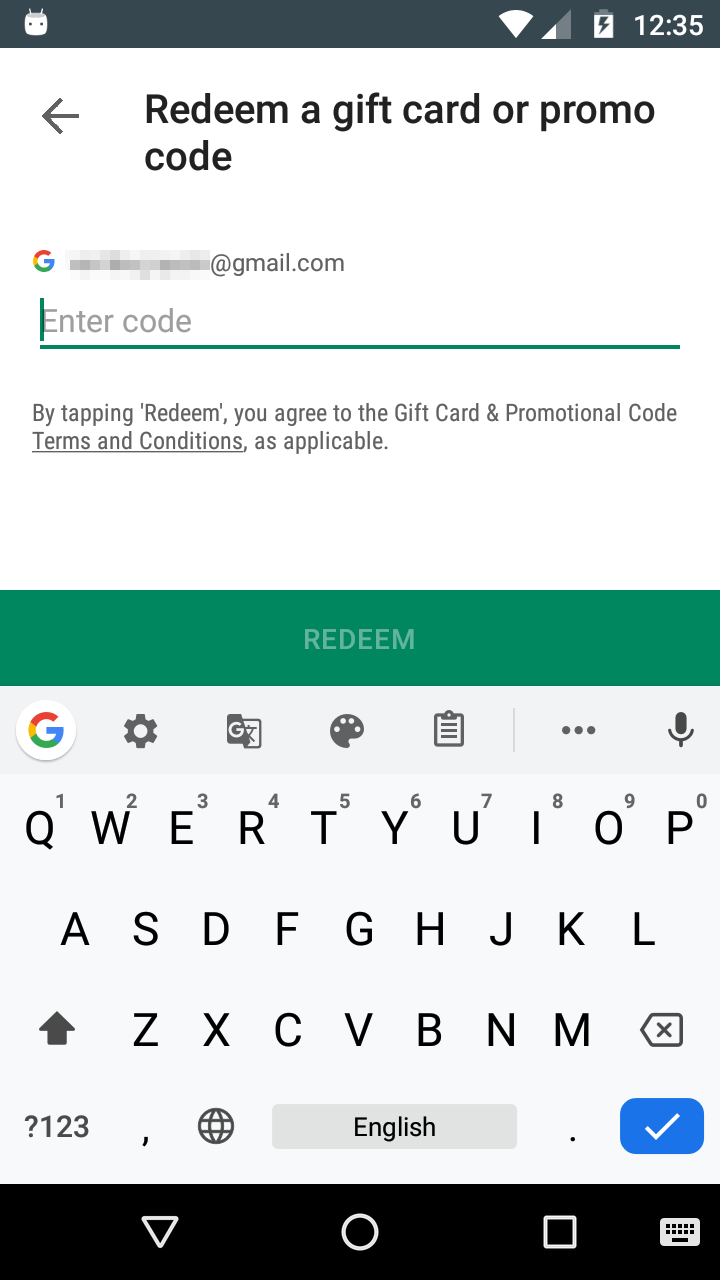 12:35
Redeem a gift card or promo
code
@gmail.com
Enter code
By tapping 'Redeem', you agree to the Gift Card & Promotional Code
Terms and Conditions, as applicable.
REDEEM
G
1 2 3 4 5 6 7 8 9 0
Q W E R T Y U I O P
A S D F G H J K L
Z X C V B N M
?123 , English .